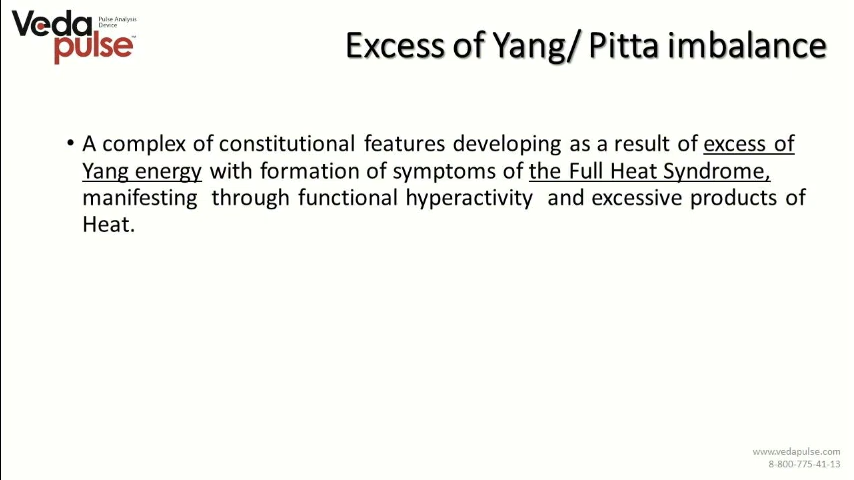 Veda Pulse Analysis
Device
pulse™
Excess of Yang/ Pitta imbalance
• A complex of constitutional features developing as a result of excess of
Yang energy with formation of symptoms of the Full Heat Syndrome,
manifesting through functional hyperactivity and excessive products of
Heat.
www.vedapulse.com
8-800-775-41-13